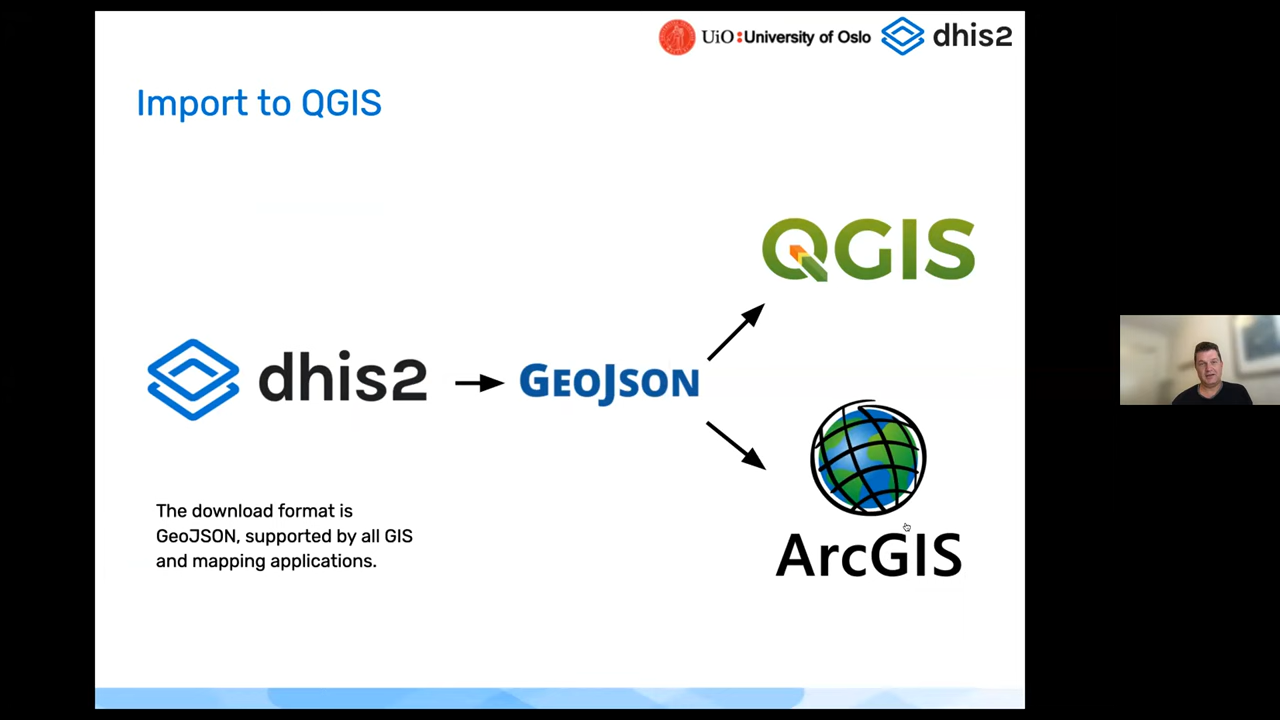 UiO:University of Oslo dhis2
Import to QGIS
QGIS
dhis2
GEOJSON
The download format is
GeoJSON, supported by all GIS
and mapping applications.
ArcGIS